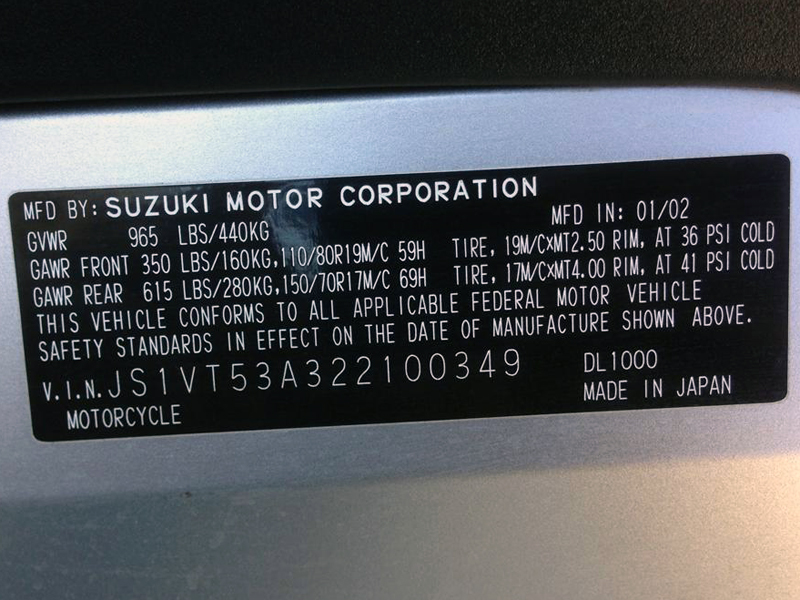 MFD BY: SUZUKI MOTOR CORPORATION MFD IN: 01/02
GVWR 965 LBS/440KG
GAWR FRONT 350 LBS/160KG,110/80R19M/C 59H TIRE, 19M/C×MT2.50 RIM, AT 36 PSI COLD
GAWR REAR 615 LBS/280KG,150/70R17M/C 69H TIRE, 17M/C×MT4.00 RIM, AT 41 PSI COLD
THIS VEHICLE CONFORMS TO ALL APPLICABLE FEDERAL MOTOR VEHICLE
SAFETY STANDARDS IN EFFECT ON THE DATE OF MANUFACTURE SHOWN ABOVE.
V.I.N.JS1VT53A322100349 DL1000
MOTORCYCLE MADE IN JAPAN